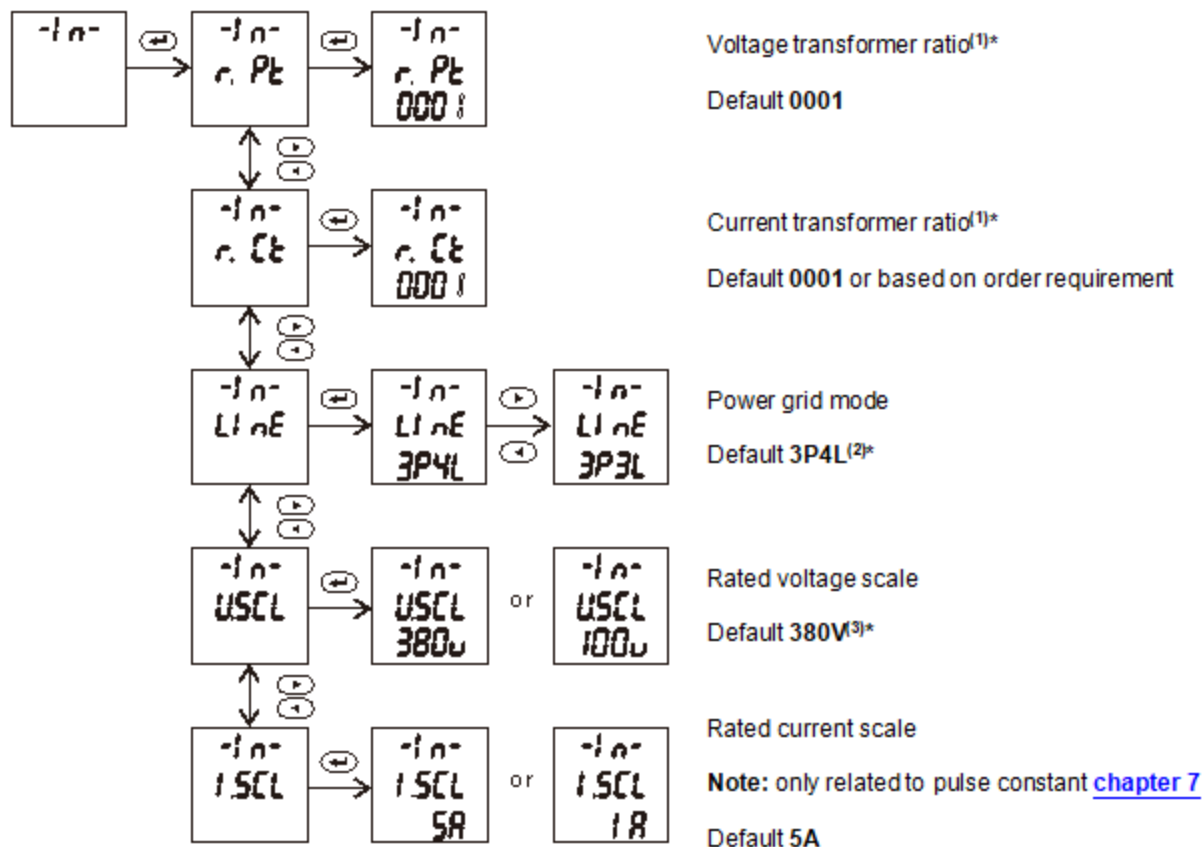 -In-
-In-
r. Pt
-In-
r. Pt
0001
Voltage transformer ratio(1)*
Default 0001
-In-
r. Ct
-In-
r. Ct
0001
Current transformer ratio(1)*
Default 0001 or based on order requirement
-In-
LInE
-In-
LInE
3P4L
-In-
LInE
3P3L
Power grid mode
Default 3P4L(2)*
-In-
U.SCL
-In-
U.SCL
380v
or
-In-
U.SCL
100v
Rated voltage scale
Default 380V(3)*
-In-
I.SCL
-In-
I.SCL
5A
or
-In-
I.SCL
1A
Rated current scale
Note: only related to pulse constant chapter 7
Default 5A